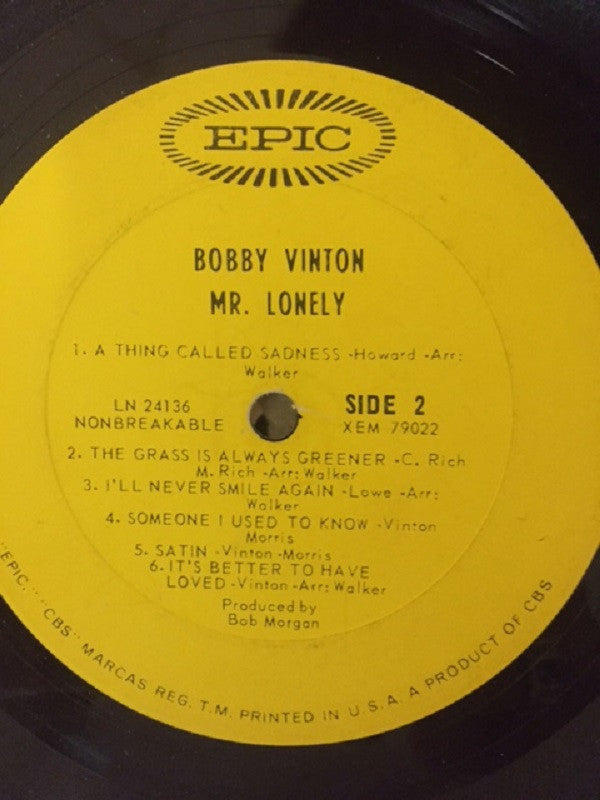 EPIC
BOBBY VINTON
MR. LONELY
1. A THING CALLED SADNESS -Howard -Arr:
Walker
LN 24136
NONBREAKABLE
SIDE 2
XEM 79022
2. THE GRASS IS ALWAYS GREENER -C. Rich
M. Rich -Arr: Walker
3. I'LL NEVER SMILE AGAIN -Lowe -Arr:
Walker
4. SOMEONE I USED TO KNOW -Vinton
Morris
5. SATIN -Vinton -Morris
6. IT'S BETTER TO HAVE
LOVED -Vinton -Arr: Walker
Produced by
Bob Morgan
"EPIC," "CBS" MARCAS REG. T.M. PRINTED IN U.S.A. A PRODUCT OF CBS